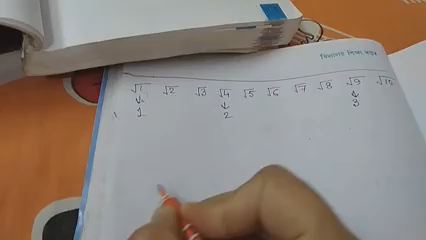 √1 √2 √3 √4 √5 √6 √7 √8 √9 √10
↓ ↓ ↓
1 2 3